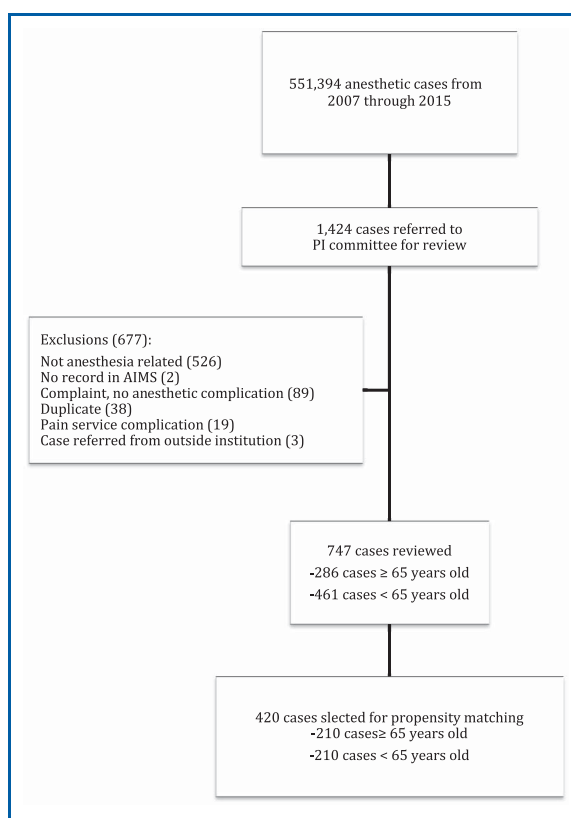 551,394 anesthetic cases from
2007 through 2015
1,424 cases referred to
PI committee for review
Exclusions (677):
Not anesthesia related (526)
No record in AIMS (2)
Complaint, no anesthetic complication (89)
Duplicate (38)
Pain service complication (19)
Case referred from outside institution (3)
747 cases reviewed
-286 cases ≥ 65 years old
-461 cases < 65 years old
420 cases slected for propensity matching
-210 cases≥ 65 years old
-210 cases < 65 years old